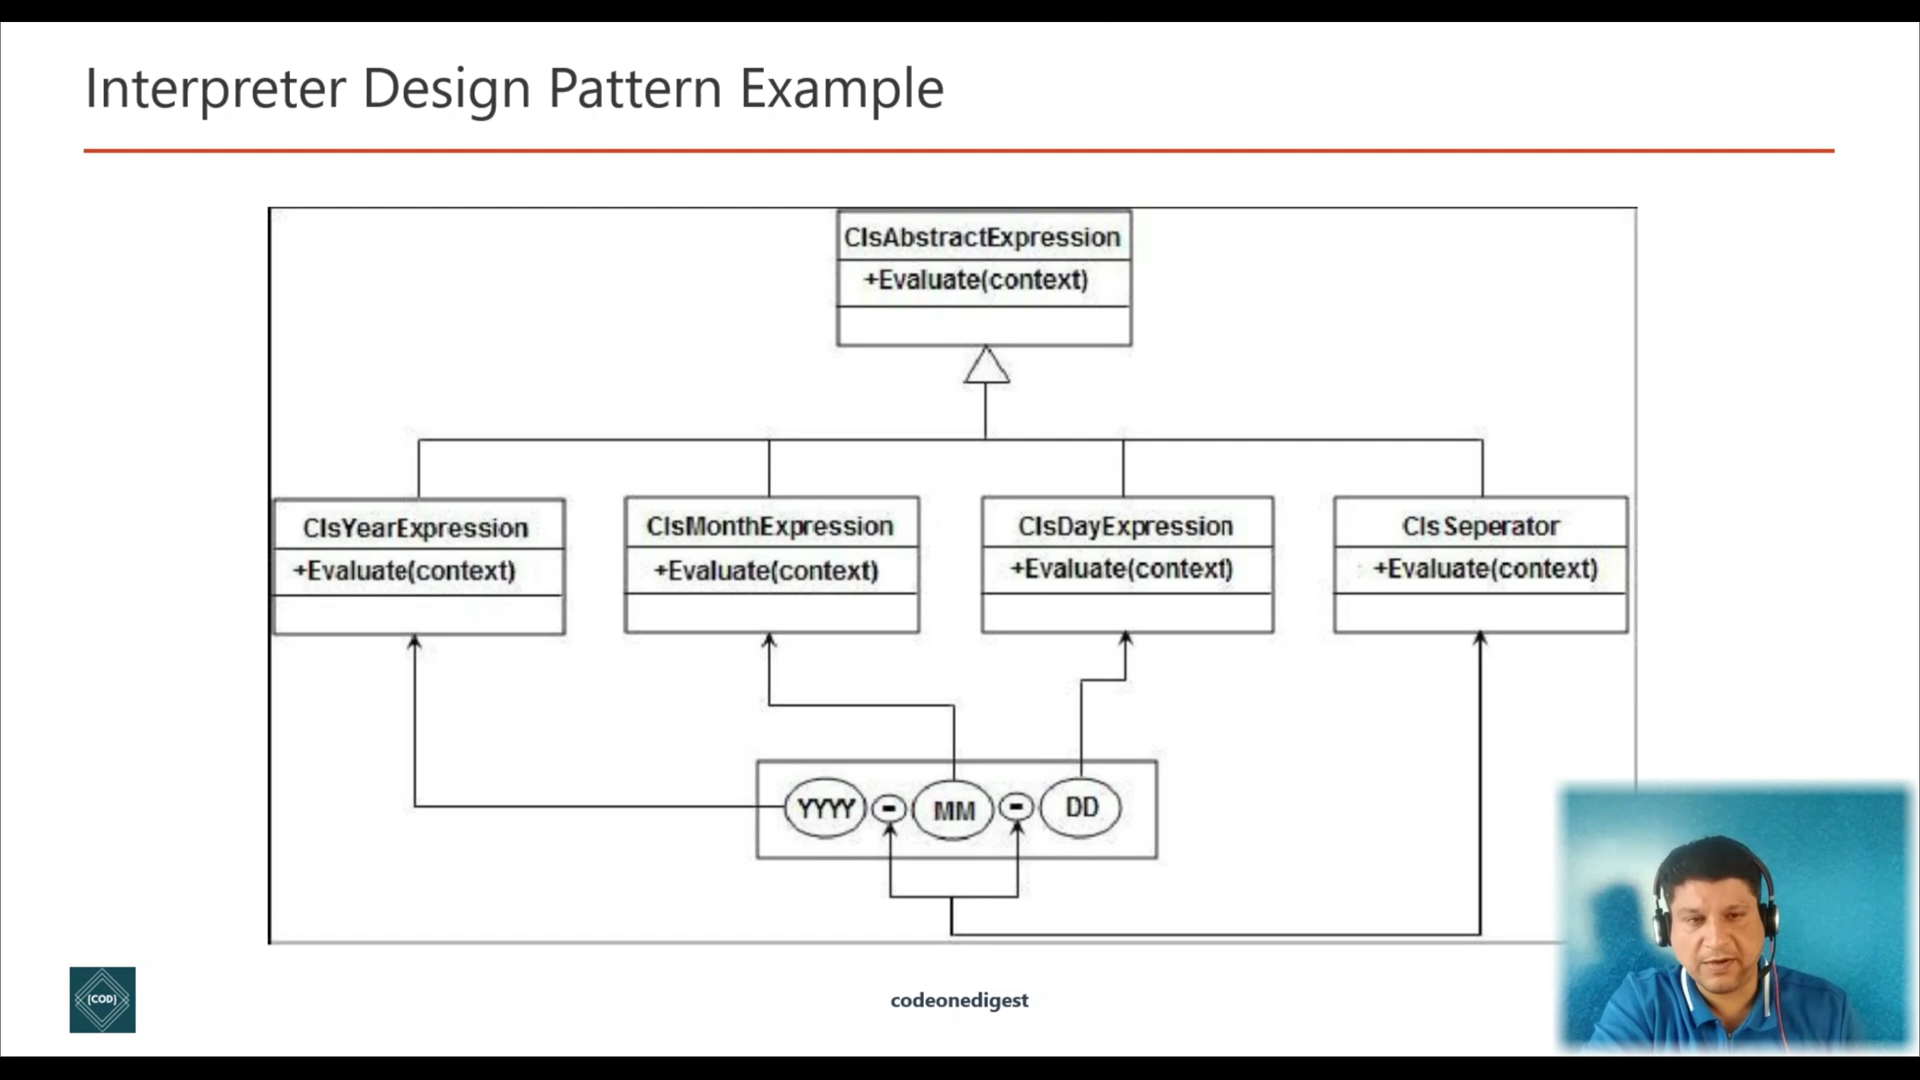 Interpreter Design Pattern Example
ClsAbstractExpression
+Evaluate(context)
ClsYearExpression
+Evaluate(context)
ClsMonthExpression
+Evaluate(context)
ClsDayExpression
+Evaluate(context)
Cls Seperator
+Evaluate(context)
YYYY - MM - DD
{COD}
codeonedigest